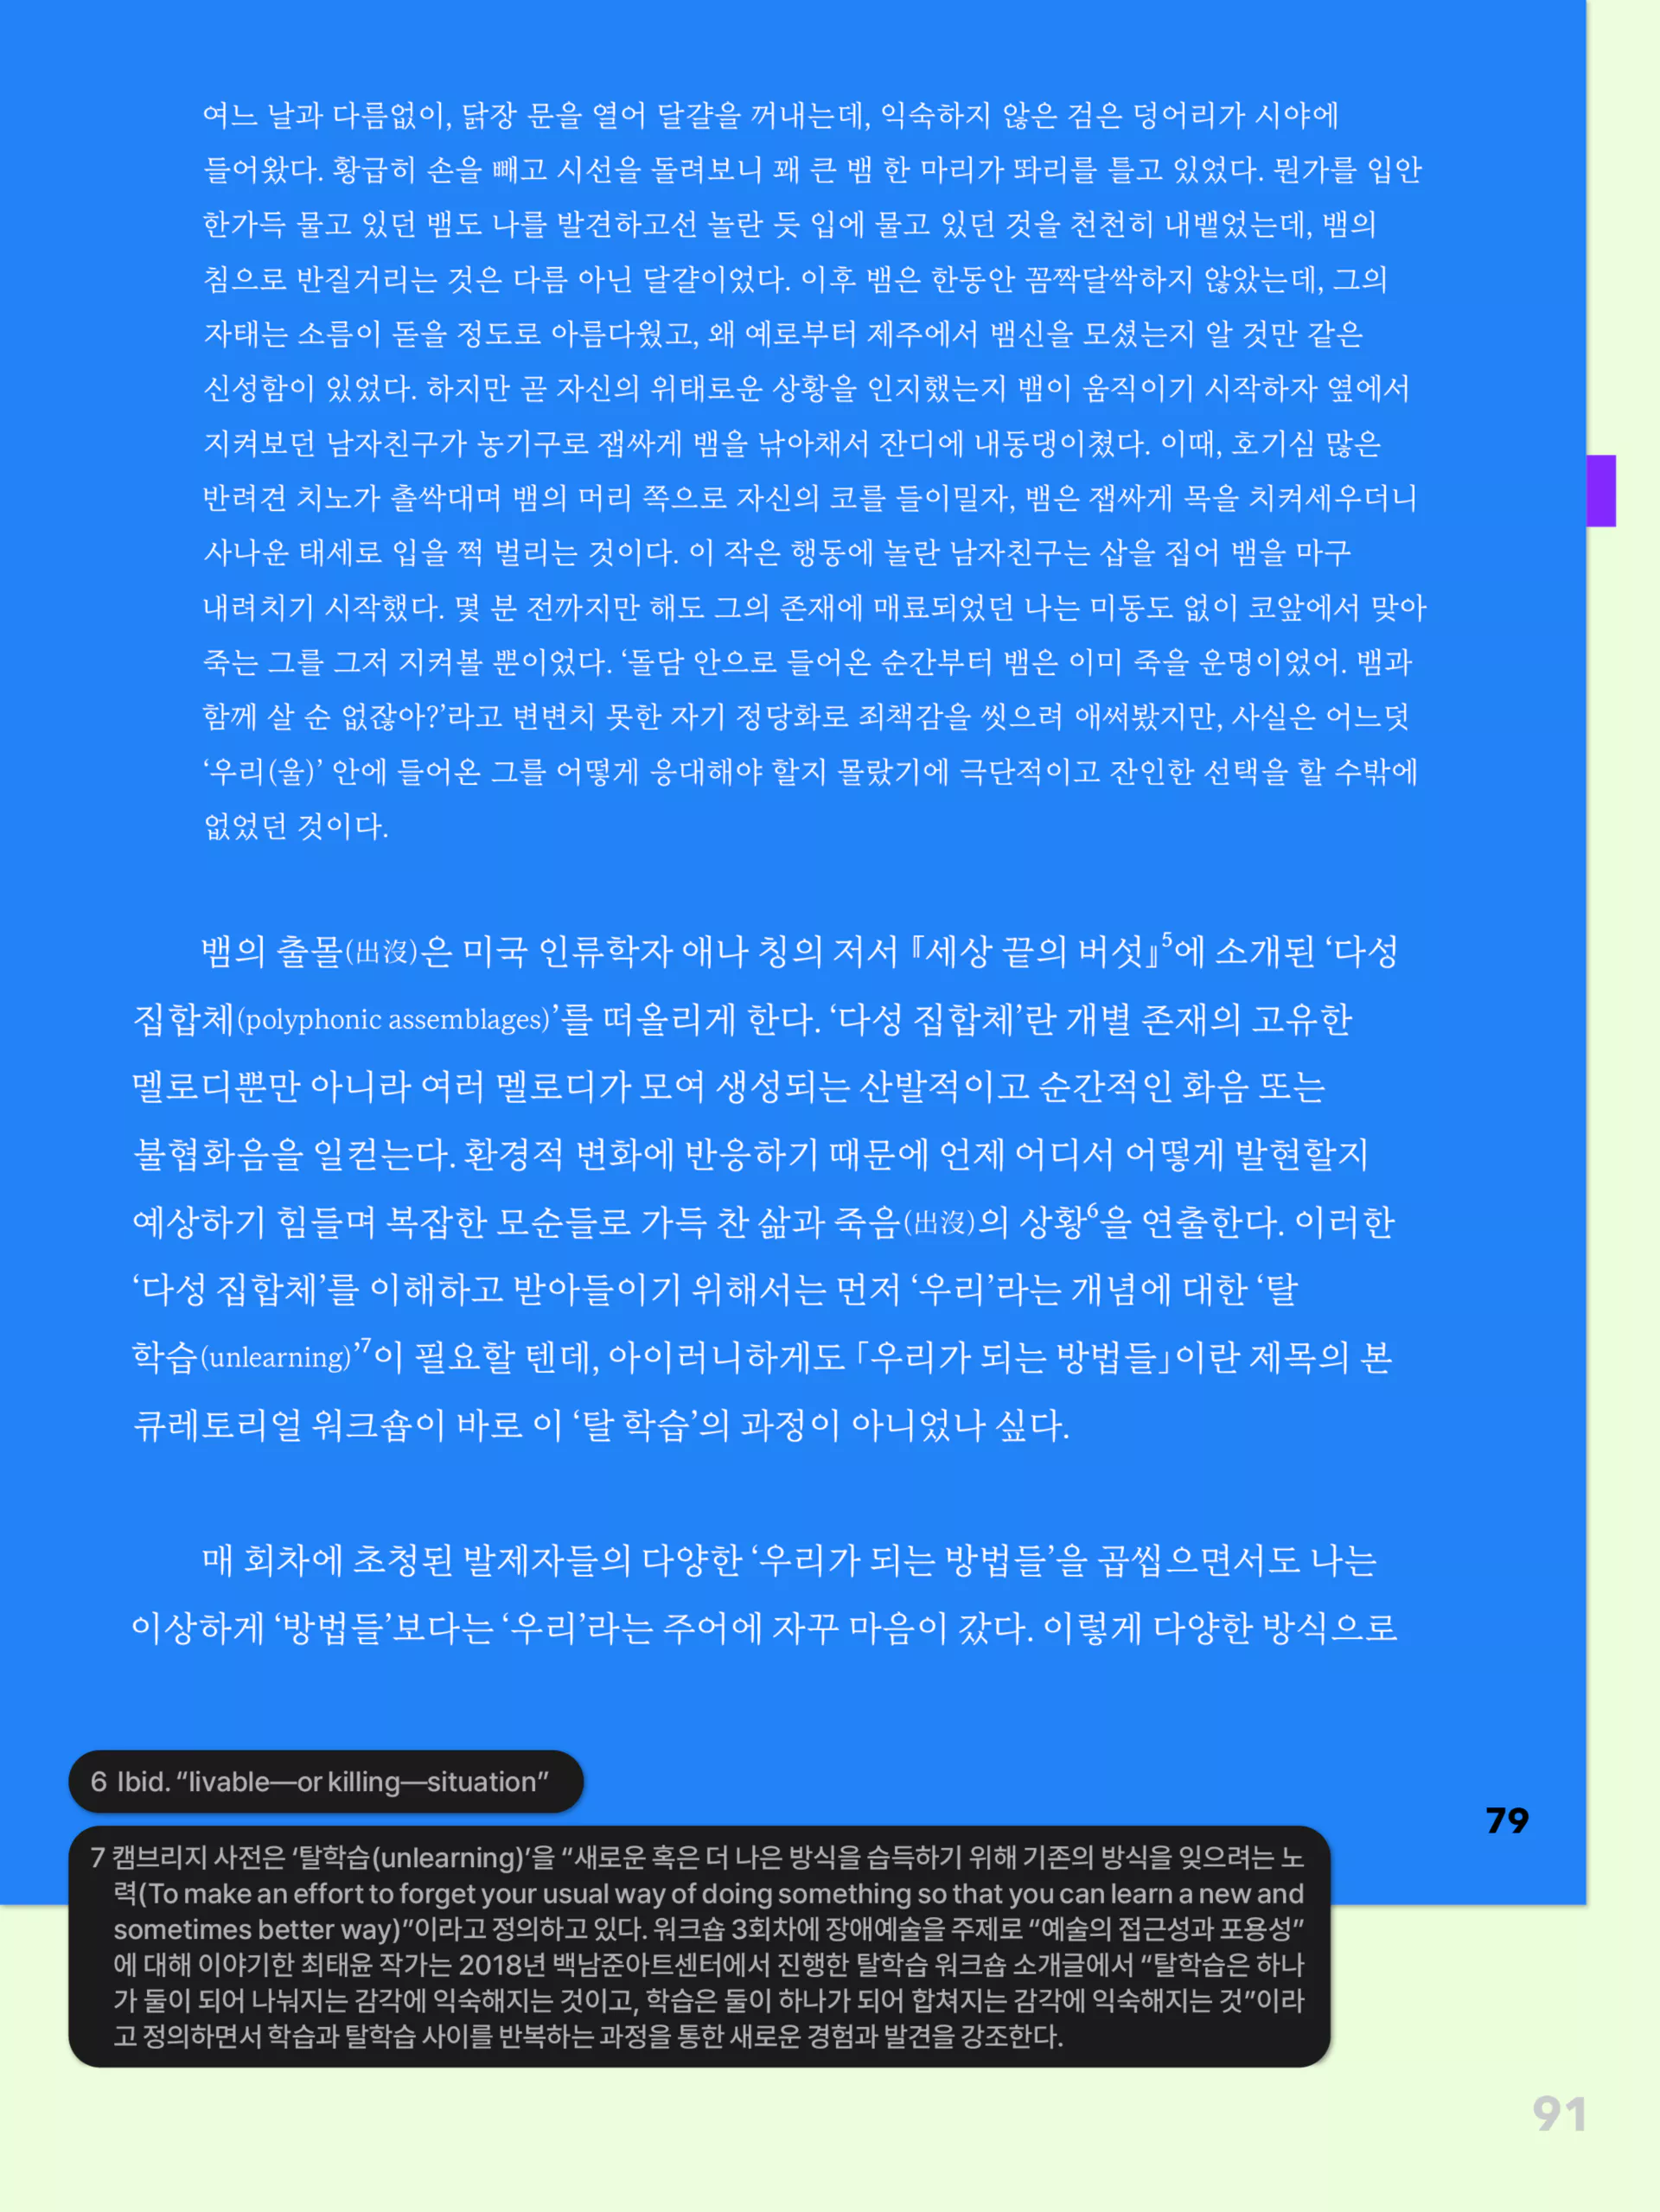 여느 날과 다름없이, 닭장 문을 열어 달걀을 꺼내는데, 익숙하지 않은 검은 덩어리가 시야에
들어왔다. 황급히 손을 빼고 시선을 돌려보니 꽤 큰 뱀 한 마리가 똬리를 틀고 있었다. 뭔가를 입안
한가득 물고 있던 뱀도 나를 발견하고선 놀란 듯 입에 물고 있던 것을 천천히 내뱉었는데, 뱀의
침으로 반질거리는 것은 다름 아닌 달걀이었다. 이후 뱀은 한동안 꼼짝달싹하지 않았는데, 그의
자태는 소름이 돋을 정도로 아름다웠고, 왜 예로부터 제주에서 뱀신을 모셨는지 알 것만 같은
신성함이 있었다. 하지만 곧 자신의 위태로운 상황을 인지했는지 뱀이 움직이기 시작하자 옆에서
지켜보던 남자친구가 농기구로 잽싸게 뱀을 낚아채서 잔디에 내동댕이쳤다. 이때, 호기심 많은
반려견 치노가 촐싹대며 뱀의 머리 쪽으로 자신의 코를 들이밀자, 뱀은 잽싸게 목을 치켜세우더니
사나운 태세로 입을 쩍 벌리는 것이다. 이 작은 행동에 놀란 남자친구는 삽을 집어 뱀을 마구
내려치기 시작했다. 몇 분 전까지만 해도 그의 존재에 매료되었던 나는 미동도 없이 코앞에서 맞아
죽는 그를 그저 지켜볼 뿐이었다. ‘돌담 안으로 들어온 순간부터 뱀은 이미 죽을 운명이었어. 뱀과
함께 살 순 없잖아?’라고 변변치 못한 자기 정당화로 죄책감을 씻으려 애써봤지만, 사실은 어느덧
‘우리(울)’ 안에 들어온 그를 어떻게 응대해야 할지 몰랐기에 극단적이고 잔인한 선택을 할 수밖에
없었던 것이다.
뱀의 출몰(出沒)은 미국 인류학자 애나 칭의 저서 『세상 끝의 버섯』5에 소개된 ‘다성
집합체(polyphonic assemblages)’를 떠올리게 한다. ‘다성 집합체’란 개별 존재의 고유한
멜로디뿐만 아니라 여러 멜로디가 모여 생성되는 산발적이고 순간적인 화음 또는
불협화음을 일컫는다. 환경적 변화에 반응하기 때문에 언제 어디서 어떻게 발현할지
예상하기 힘들며 복잡한 모순들로 가득 찬 삶과 죽음(出沒)의 상황6을 연출한다. 이러한
‘다성 집합체’를 이해하고 받아들이기 위해서는 먼저 ‘우리’라는 개념에 대한 ‘탈
학습(unlearning)’7이 필요할 텐데, 아이러니하게도 「우리가 되는 방법들」이란 제목의 본
큐레토리얼 워크숍이 바로 이 ‘탈 학습’의 과정이 아니었나 싶다.
매 회차에 초청된 발제자들의 다양한 ‘우리가 되는 방법들’을 곱씹으면서도 나는
이상하게 ‘방법들’보다는 ‘우리’라는 주어에 자꾸 마음이 갔다. 이렇게 다양한 방식으로
6 Ibid. “livable—or killing—situation”
79
7 캠브리지 사전은 ‘탈학습(unlearning)’을 “새로운 혹은 더 나은 방식을 습득하기 위해 기존의 방식을 잊으려는 노
력(To make an effort to forget your usual way of doing something so that you can learn a new and
sometimes better way)”이라고 정의하고 있다. 워크숍 3회차에 장애예술을 주제로 “예술의 접근성과 포용성”
에 대해 이야기한 최태윤 작가는 2018년 백남준아트센터에서 진행한 탈학습 워크숍 소개글에서 “탈학습은 하나
가 둘이 되어 나눠지는 감각에 익숙해지는 것이고, 학습은 둘이 하나가 되어 합쳐지는 감각에 익숙해지는 것”이라
고 정의하면서 학습과 탈학습 사이를 반복하는 과정을 통한 새로운 경험과 발견을 강조한다.
91